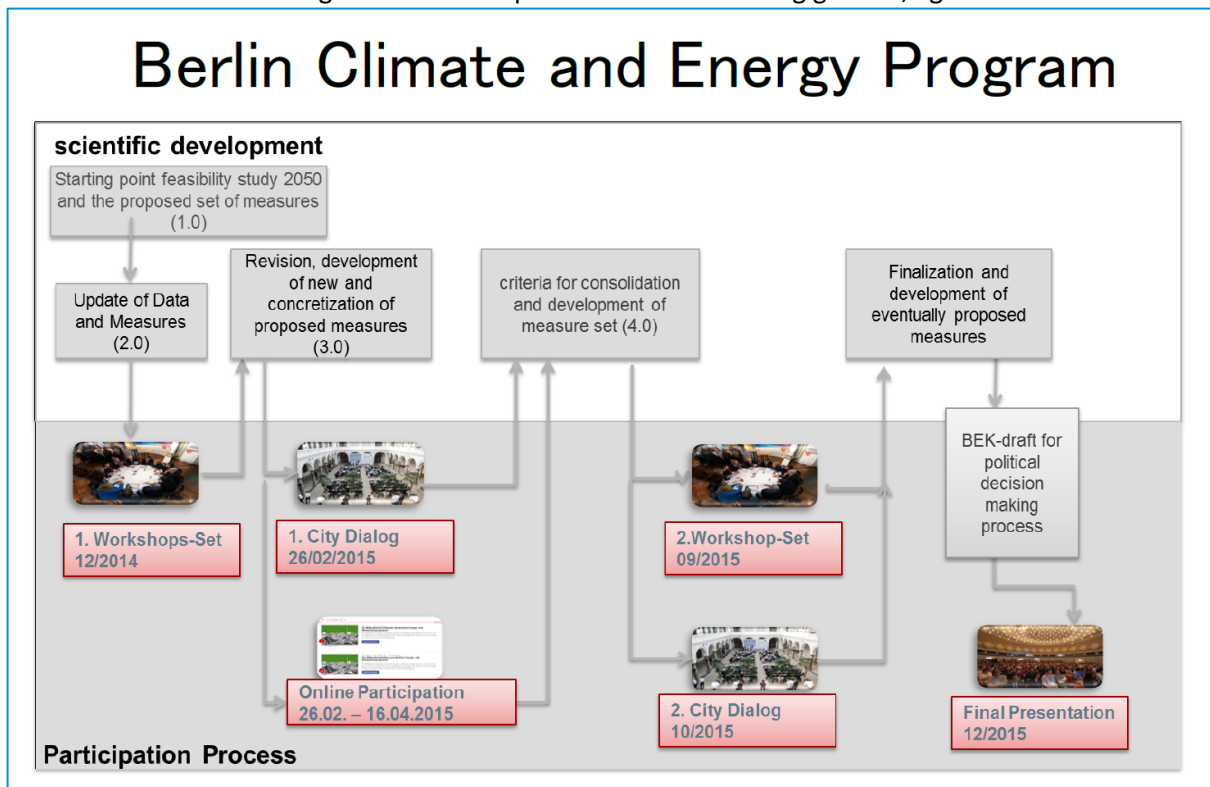 Berlin Climate and Energy Program
scientific development
Starting point feasibility study 2050
and the proposed set of measures
(1.0)
Update of Data
and Measures
(2.0)
Revision, development
of new and
concretization of
proposed measures
(3.0)
criteria for consolidation
and development of
measure set (4.0)
Finalization and
development of
eventually proposed
measures
BEK-draft for
political
decision
making
process
1. Workshops-Set
12/2014
1. City Dialog
26/02/2015
Online Participation
26.02. – 16.04.2015
2.Workshop-Set
09/2015
2. City Dialog
10/2015
Final Presentation
12/2015
Participation Process